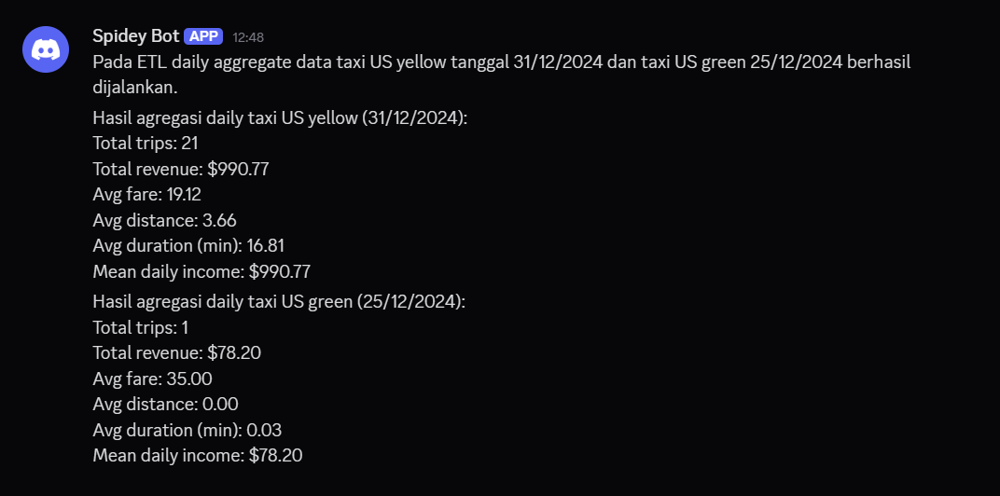 Spidey Bot APP 12:48
Pada ETL daily aggregate data taxi US yellow tanggal 31/12/2024 dan taxi US green 25/12/2024 berhasil
dijalankan.
Hasil agregasi daily taxi US yellow (31/12/2024):
Total trips: 21
Total revenue: $990.77
Avg fare: 19.12
Avg distance: 3.66
Avg duration (min): 16.81
Mean daily income: $990.77
Hasil agregasi daily taxi US green (25/12/2024):
Total trips: 1
Total revenue: $78.20
Avg fare: 35.00
Avg distance: 0.00
Avg duration (min): 0.03
Mean daily income: $78.20